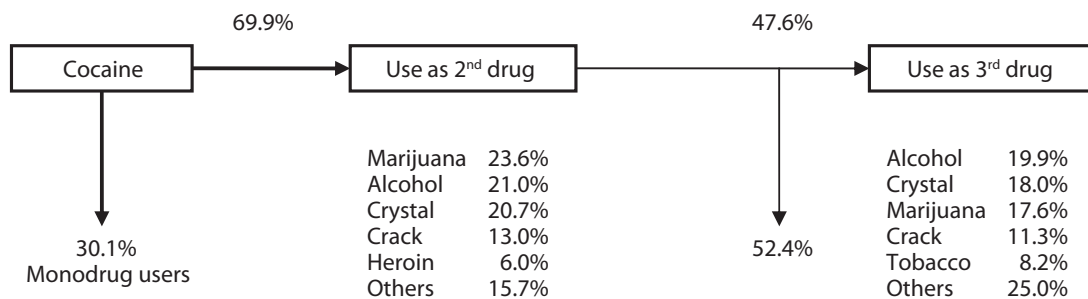 69.9%
47.6%
Cocaine
Use as 2nd drug
Use as 3rd drug
Marijuana 23.6%
Alcohol 21.0%
Crystal 20.7%
Crack 13.0%
Heroin 6.0%
Others 15.7%
Alcohol 19.9%
Crystal 18.0%
Marijuana 17.6%
Crack 11.3%
Tobacco 8.2%
Others 25.0%
30.1%
Monodrug users
52.4%